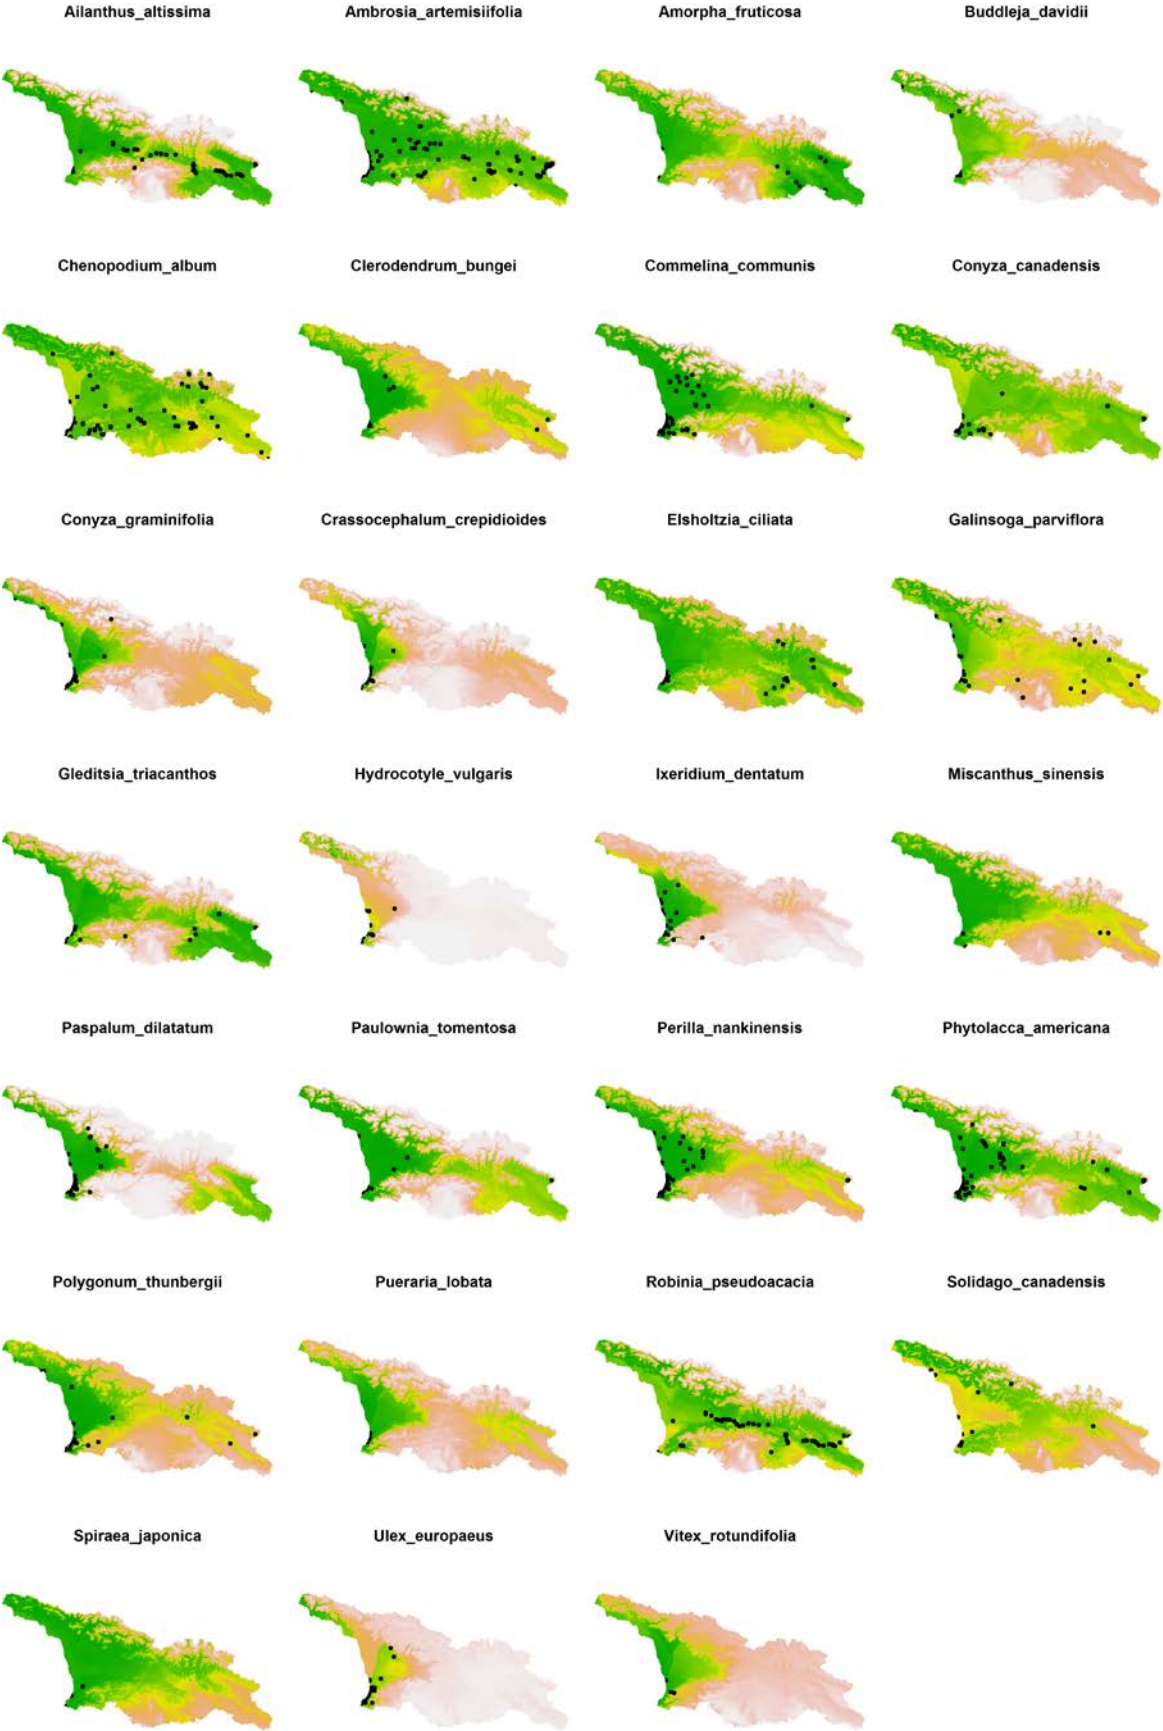 Ailanthus_altissima Ambrosia_artemisiifolia Amorpha_fruticosa Buddleja_davidii
Chenopodium_album Clerodendrum_bungei Commelina_communis Conyza_canadensis
Conyza_graminifolia Crassocephalum_crepidioides Elsholtzia_ciliata Galinsoga_parviflora
Gleditsia_triacanthos Hydrocotyle_vulgaris Ixeridium_dentatum Miscanthus_sinensis
Paspalum_dilatatum Paulownia_tomentosa Perilla_nankinensis Phytolacca_americana
Polygonum_thunbergii Pueraria_lobata Robinia_pseudoacacia Solidago_canadensis
Spiraea_japonica Ulex_europaeus Vitex_rotundifolia